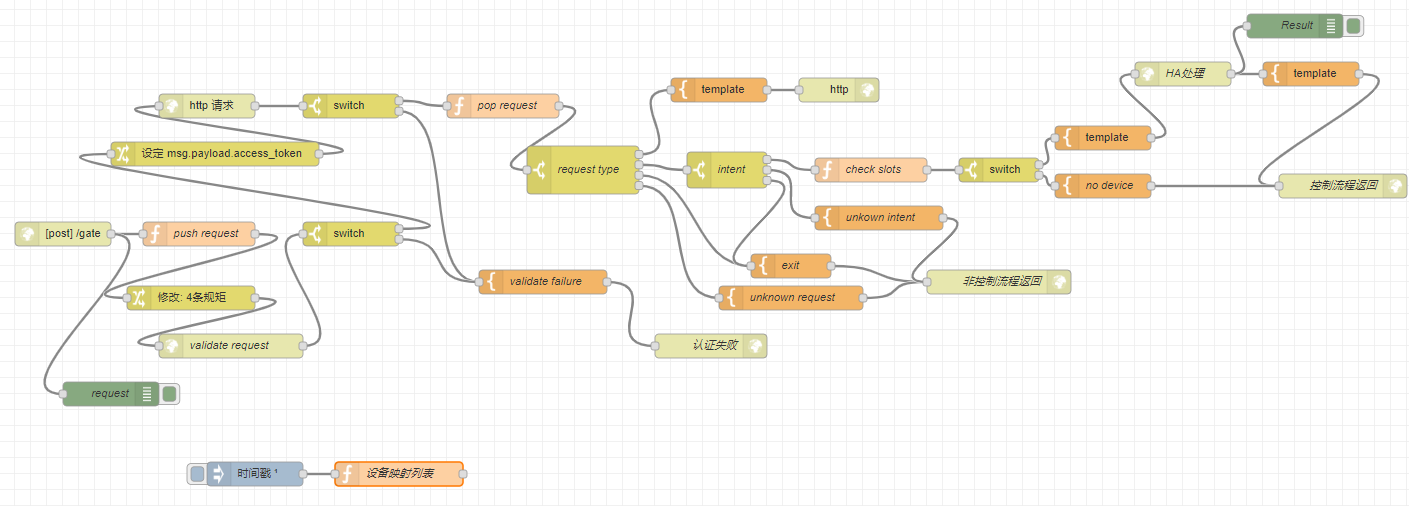 Result
HA处理
template
template
http
http 请求
switch
pop request
template
设定 msg.payload.access_token
request type
intent
check slots
switch
no device
控制流程返回
unkown intent
[post] /gate
push request
switch
exit
validate failure
非控制流程返回
修改: 4条规矩
unknown request
validate request
认证失败
request
时间戳 ¹
设备映射列表